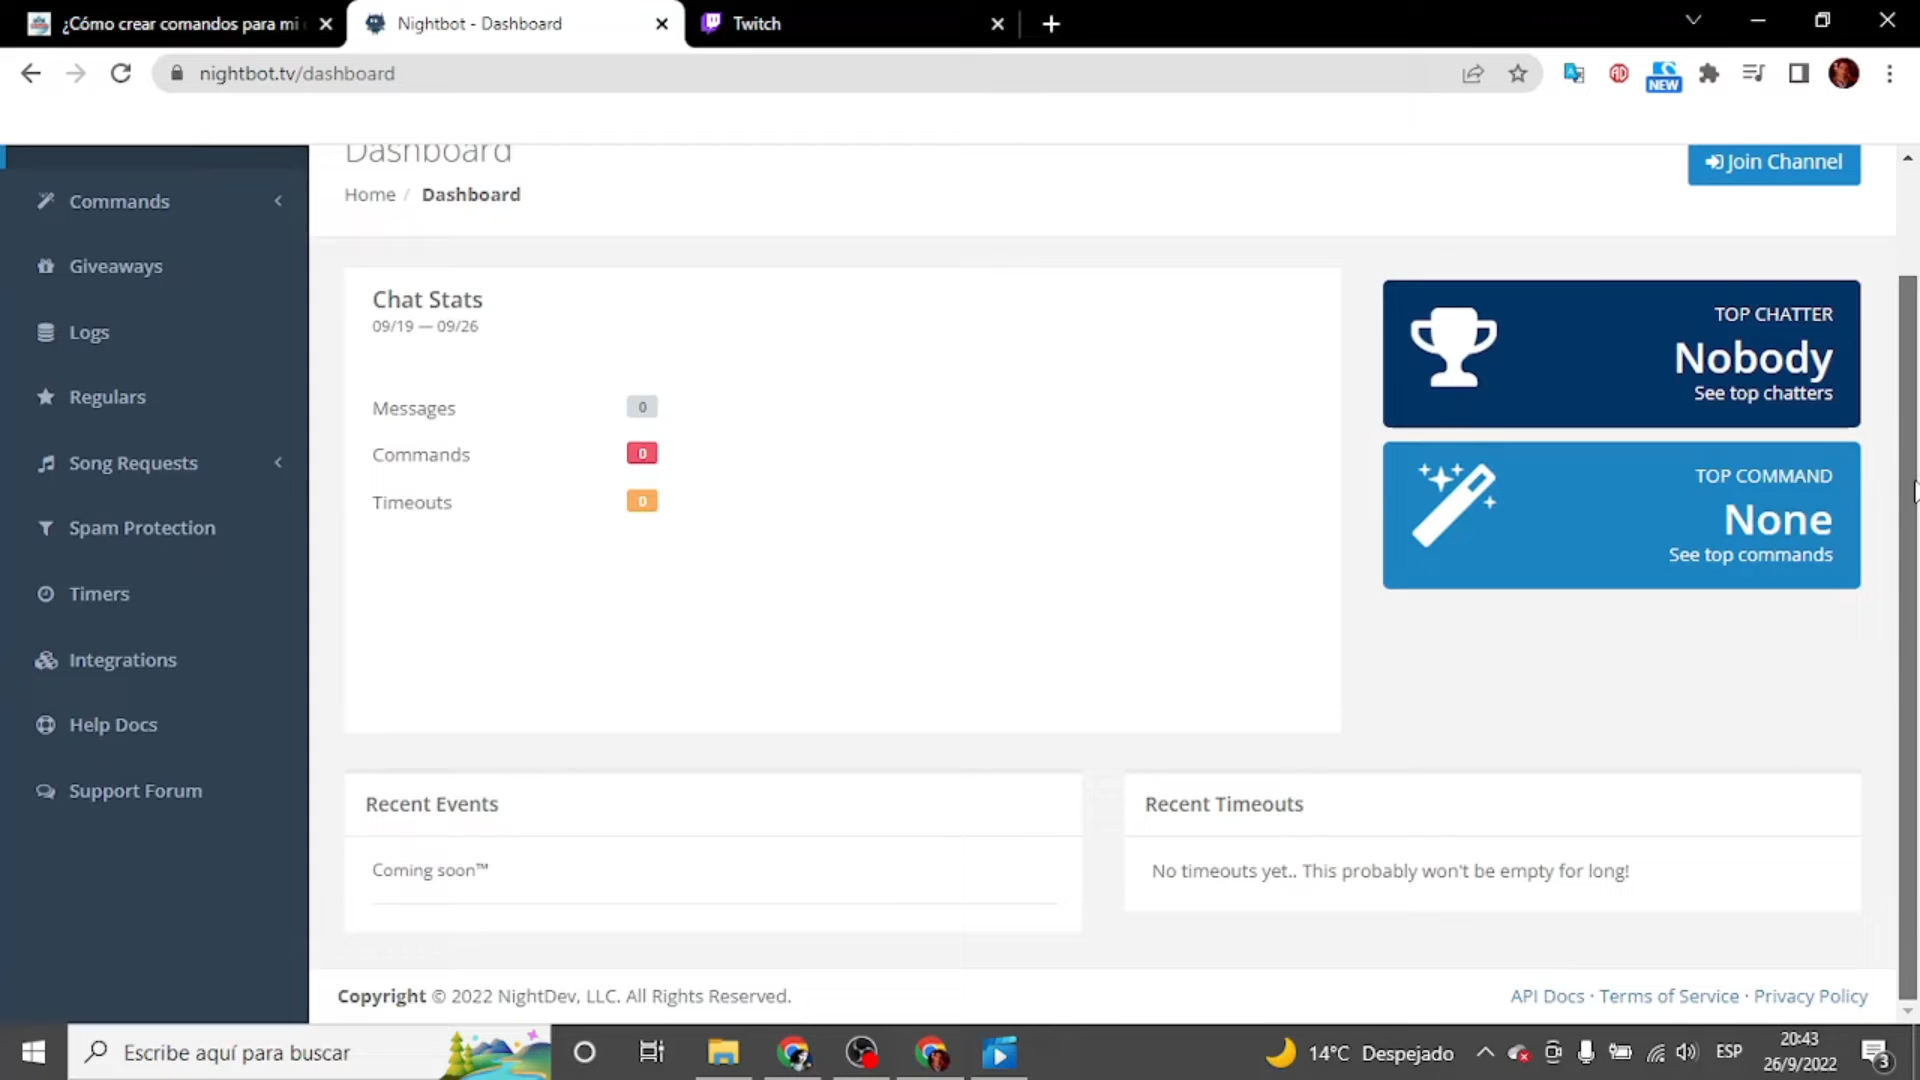 ¿Cómo crear comandos para mi
Nightbot - Dashboard
Twitch
nightbot.tv/dashboard
NEW
Dashboard
Join Channel
Home / Dashboard
Commands
Giveaways
Logs
Regulars
Song Requests
Spam Protection
Timers
Integrations
Help Docs
Support Forum
Chat Stats
09/19 — 09/26
Messages 0
Commands 0
Timeouts 0
TOP CHATTER
Nobody
See top chatters
TOP COMMAND
None
See top commands
Recent Events
Coming soon™
Recent Timeouts
No timeouts yet.. This probably won't be empty for long!
Copyright © 2022 NightDev, LLC. All Rights Reserved.
API Docs · Terms of Service · Privacy Policy
Escribe aquí para buscar
14°C Despejado
ESP
20:43
26/9/2022
3